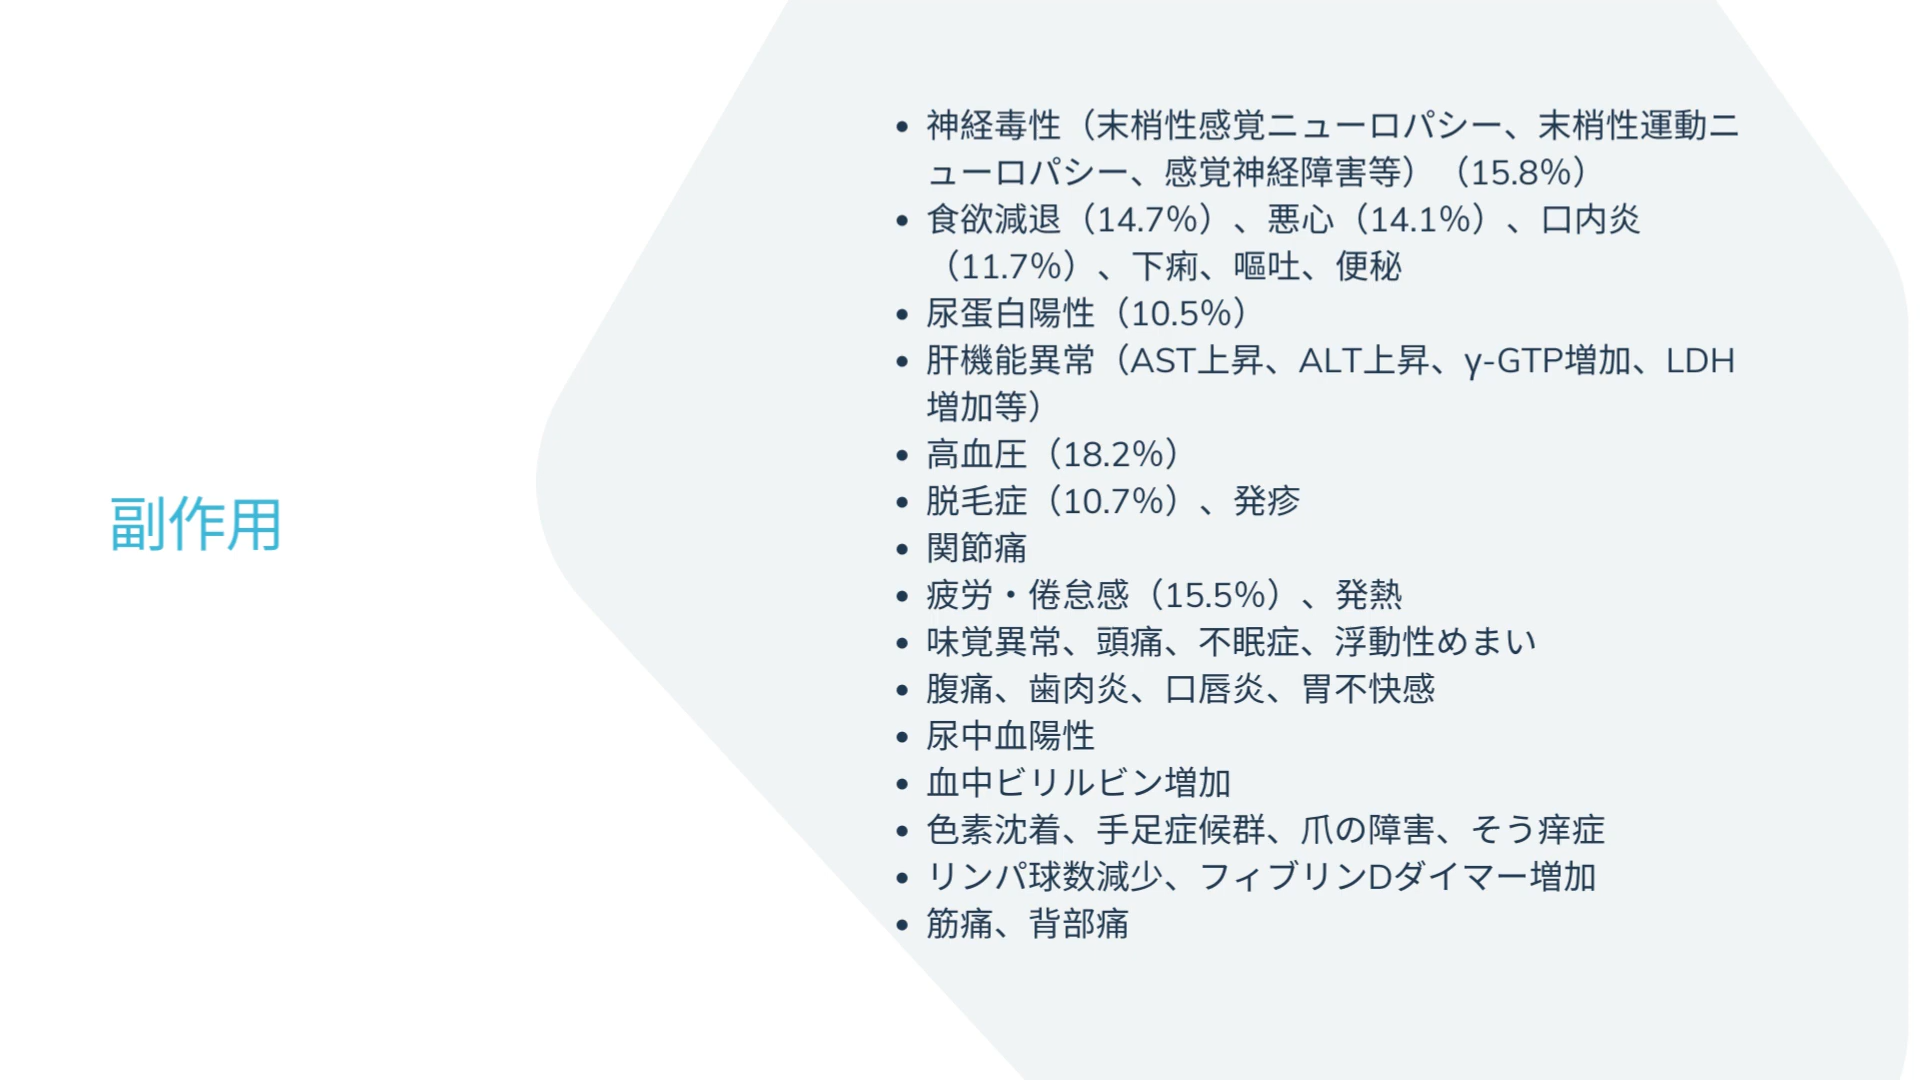 副作用
・神経毒性（末梢性感覚ニューロパシー、末梢性運動ニ
ューロパシー、感覚神経障害等）（15.8％）
・食欲減退（14.7％）、悪心（14.1％）、口内炎
（11.7％）、下痢、嘔吐、便秘
・尿蛋白陽性（10.5％）
・肝機能異常（AST上昇、ALT上昇、γ-GTP増加、LDH
増加等）
・高血圧（18.2％）
・脱毛症（10.7％）、発疹
・関節痛
・疲労・倦怠感（15.5％）、発熱
・味覚異常、頭痛、不眠症、浮動性めまい
・腹痛、歯肉炎、口唇炎、胃不快感
・尿中血陽性
・血中ビリルビン増加
・色素沈着、手足症候群、爪の障害、そう痒症
・リンパ球数減少、フィブリンDダイマー増加
・筋痛、背部痛